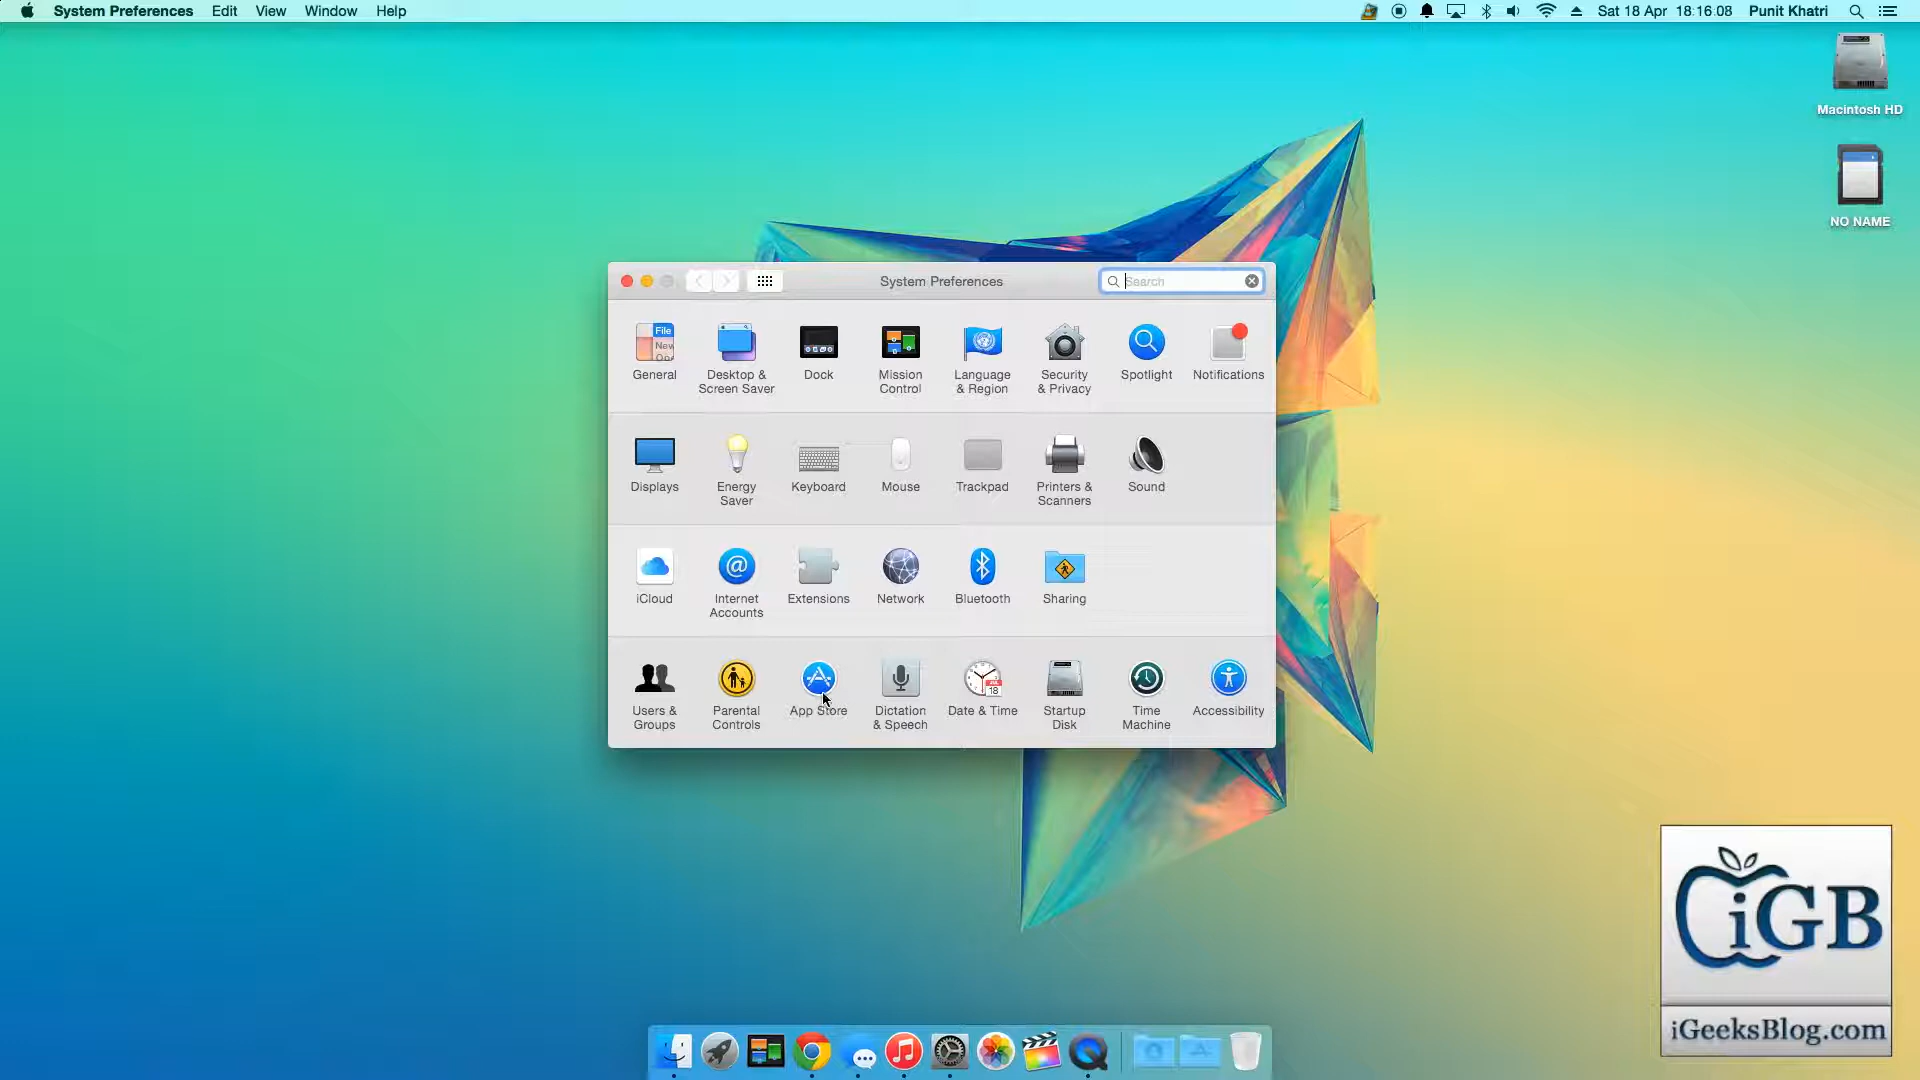 System Preferences Edit View Window Help
Sat 18 Apr 18:16:08 Punit Khatri
Macintosh HD
NO NAME
System Preferences
Search
File
New
General
Desktop &
Screen Saver
Dock
Mission
Control
Language
& Region
Security
& Privacy
Spotlight
Notifications
Displays
Energy
Saver
Keyboard
Mouse
Trackpad
Printers &
Scanners
Sound
iCloud
@
Internet
Accounts
Extensions
Network
Bluetooth
Sharing
Users &
Groups
Parental
Controls
App Store
Dictation
& Speech
18
Date & Time
Startup
Disk
Time
Machine
Accessibility
iGB
iGeeksBlog.com